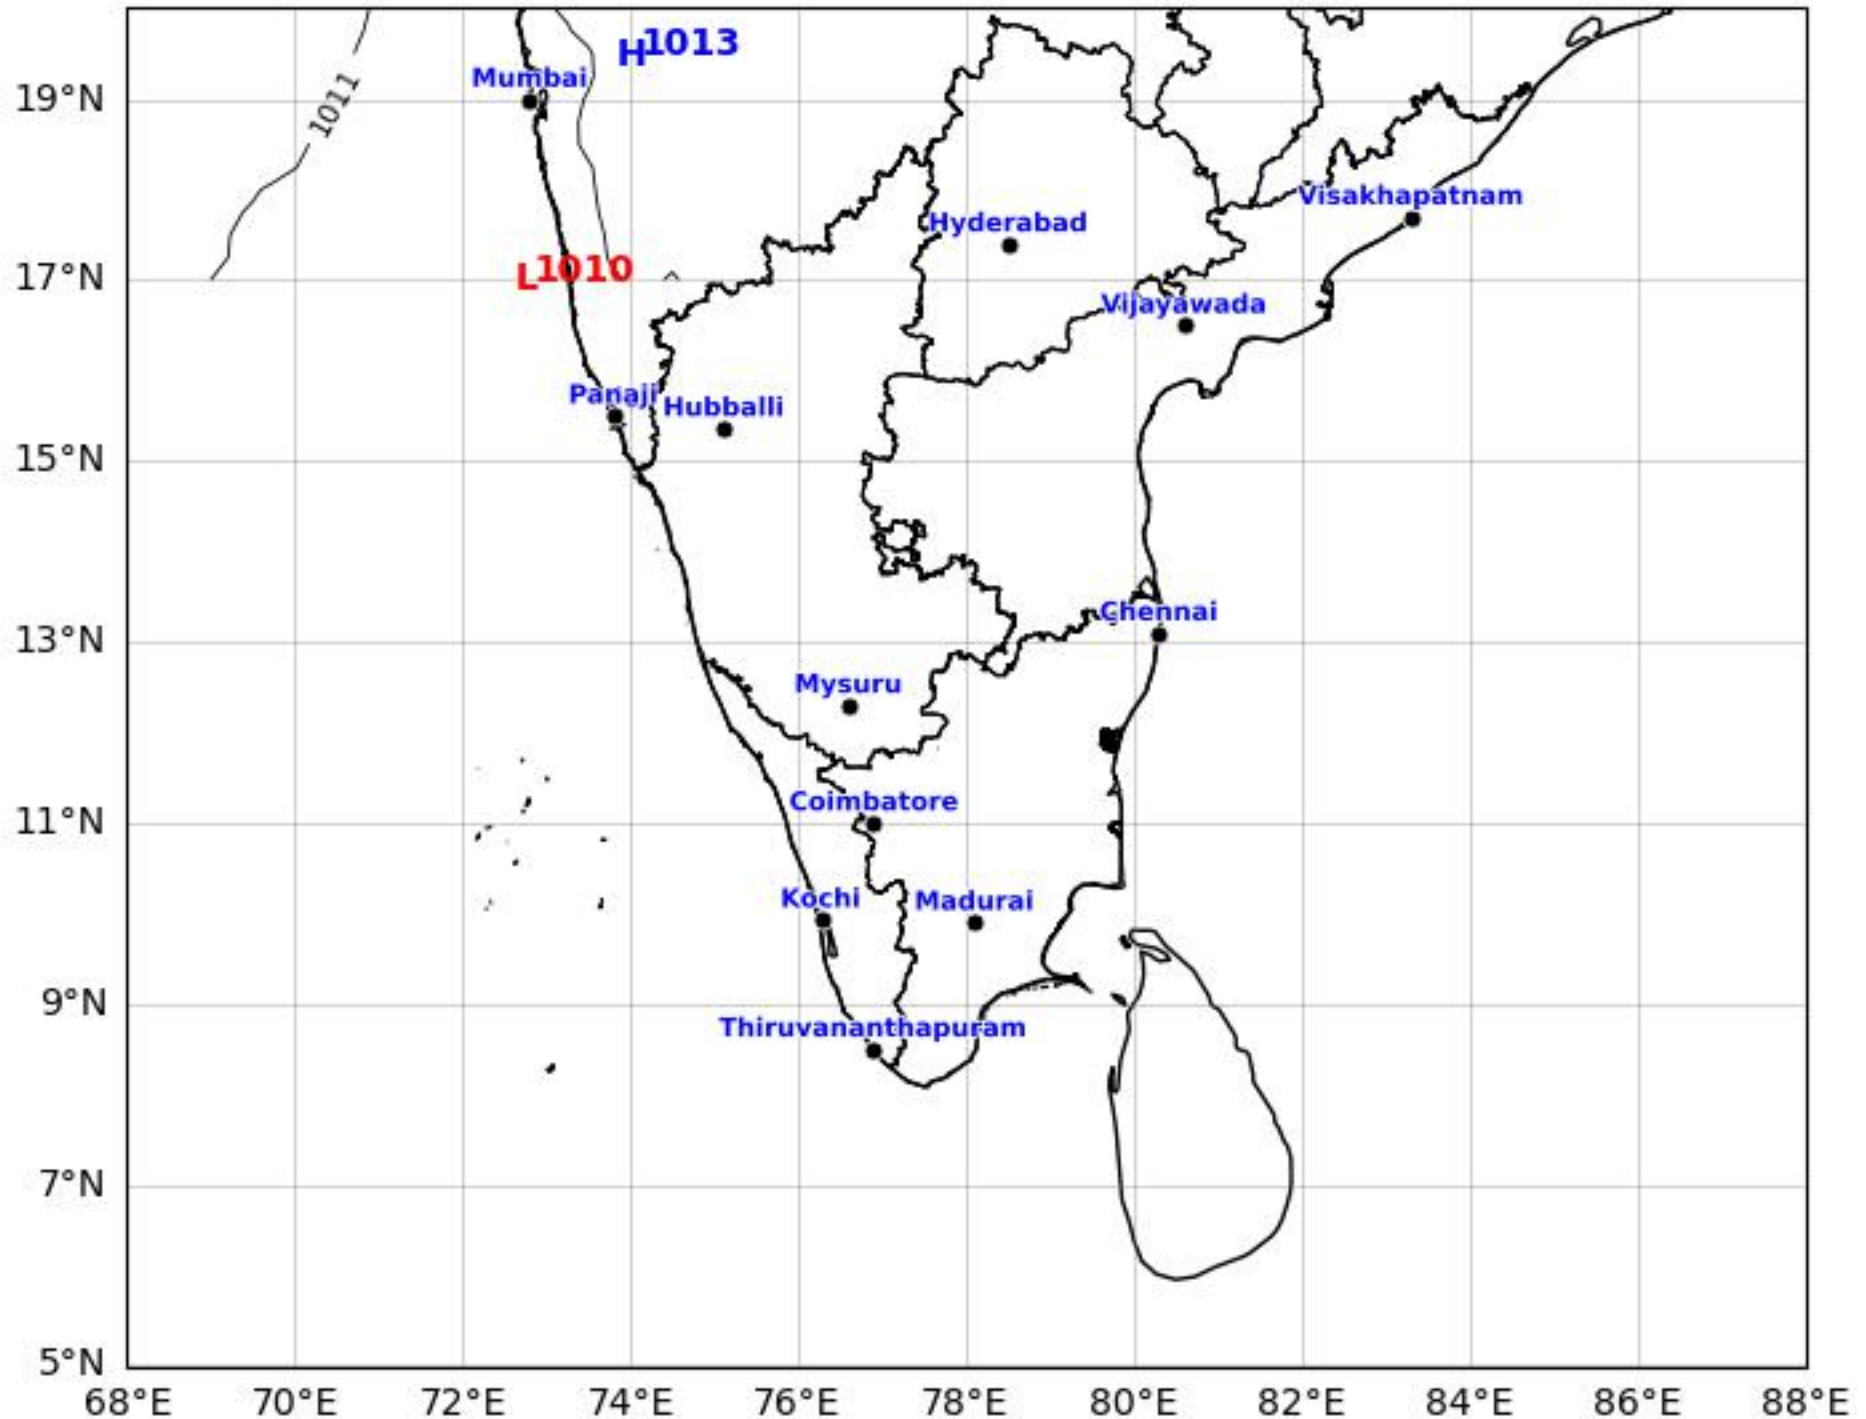 H1013
Mumbai
19°N
1011
Visakhapatnam
Hyderabad
L1010
17°N
Vijayawada
Panaji
Hubballi
15°N
Chennai
13°N
Mysuru
Coimbatore
11°N
Kochi
Madurai
9°N
Thiruvananthapuram
7°N
5°N
68°E 70°E 72°E 74°E 76°E 78°E 80°E 82°E 84°E 86°E 88°E